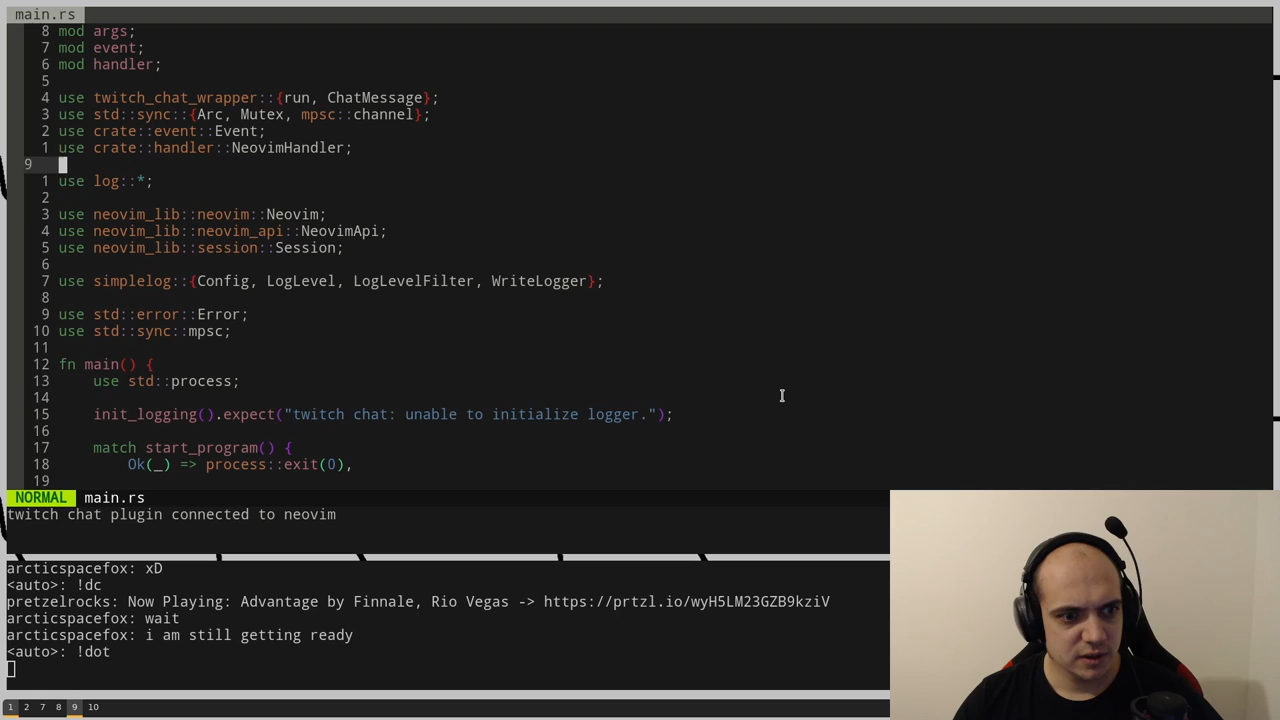 main.rs
8 mod args;
7 mod event;
6 mod handler;
5
4 use twitch_chat_wrapper::{run, ChatMessage};
3 use std::sync::{Arc, Mutex, mpsc::channel};
2 use crate::event::Event;
1 use crate::handler::NeovimHandler;
9
1 use log::*;
2
3 use neovim_lib::neovim::Neovim;
4 use neovim_lib::neovim_api::NeovimApi;
5 use neovim_lib::session::Session;
6
7 use simplelog::{Config, LogLevel, LogLevelFilter, WriteLogger};
8
9 use std::error::Error;
10 use std::sync::mpsc;
11
12 fn main() {
13     use std::process;
14
15     init_logging().expect("twitch chat: unable to initialize logger.");
16
17     match start_program() {
18         Ok(_) => process::exit(0),
19
NORMAL main.rs
twitch chat plugin connected to neovim
arcticspacefox: xD
<auto>: !dc
pretzelrocks: Now Playing: Advantage by Finnale, Rio Vegas -> https://prtzl.io/wyH5LM23GZB9kziV
arcticspacefox: wait
arcticspacefox: i am still getting ready
<auto>: !dot
1 2 7 8 9 10